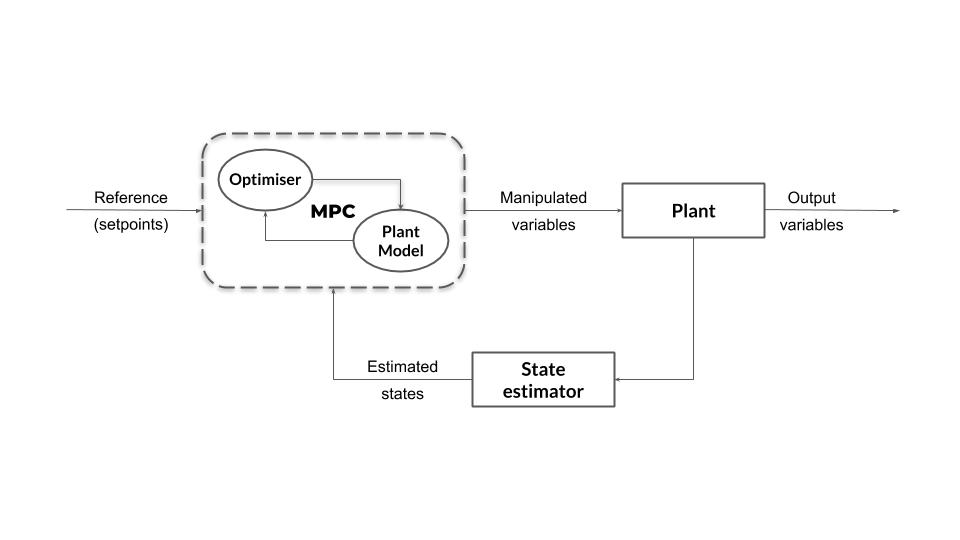 Optimiser
MPC
Plant
Model
Reference
(setpoints)
Manipulated
variables
Plant
Output
variables
Estimated
states
State
estimator